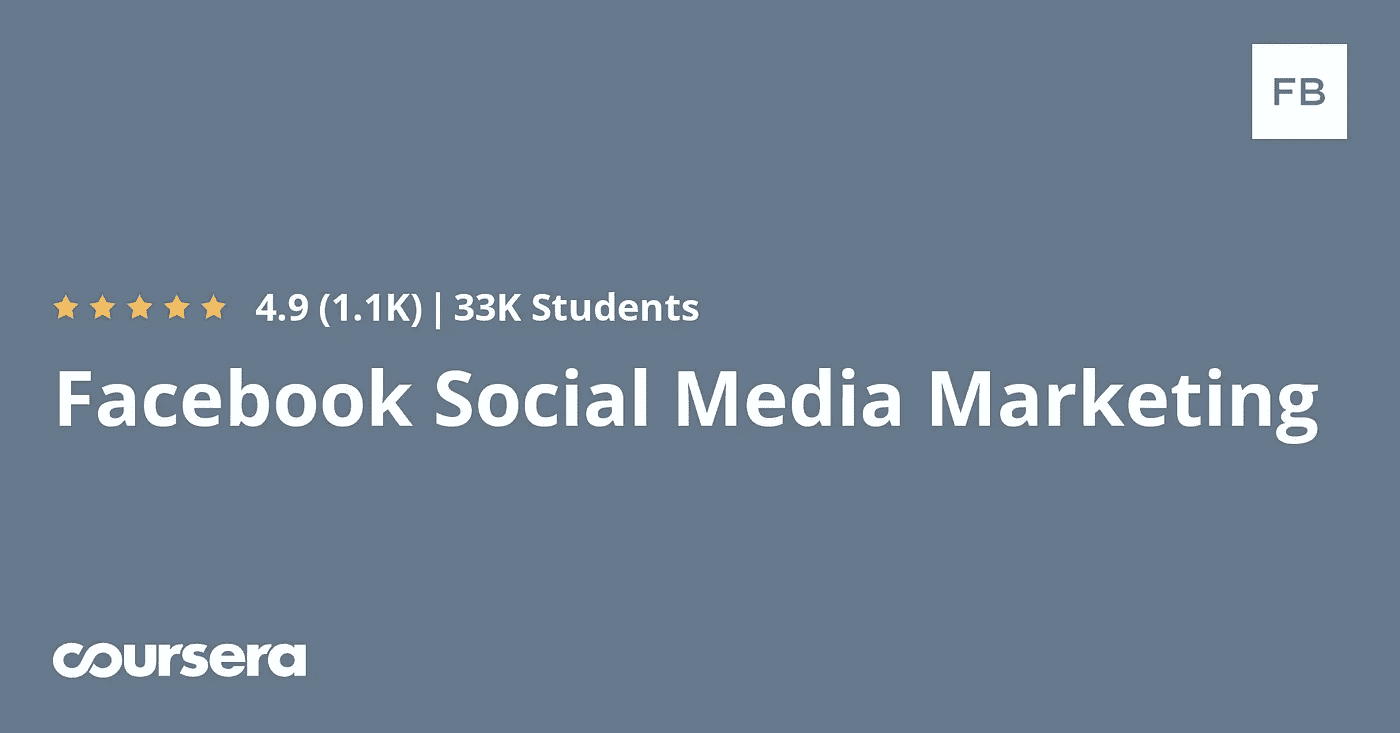 FB
4.9 (1.1K) | 33K Students
Facebook Social Media Marketing
coursera